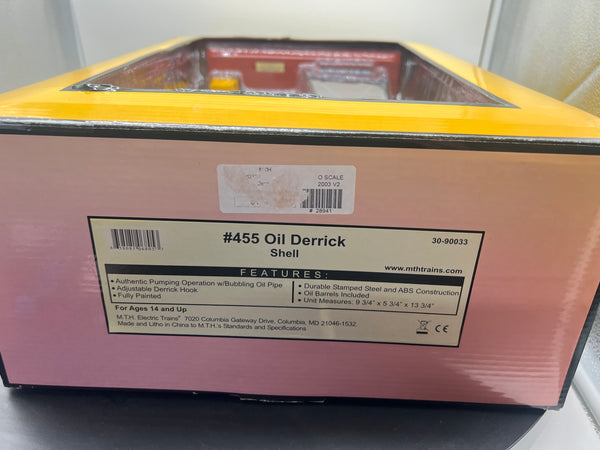 O SCALE
2003 V2
# 28941
#455 Oil Derrick
Shell
30-90033
www.mthtrains.com
FEATURES:
• Authentic Pumping Operation w/Bubbling Oil Pipe
• Adjustable Derrick Hook
• Fully Painted
• Durable Stamped Steel and ABS Construction
• Oil Barrels Included
• Unit Measures: 9 3/4" x 5 3/4" x 13 3/4"
For Ages 14 and Up
M.T.H. Electric Trains® 7020 Columbia Gateway Drive, Columbia, MD 21046-1532
Made and Litho in China to M.T.H.'s Standards and Specifications
CE